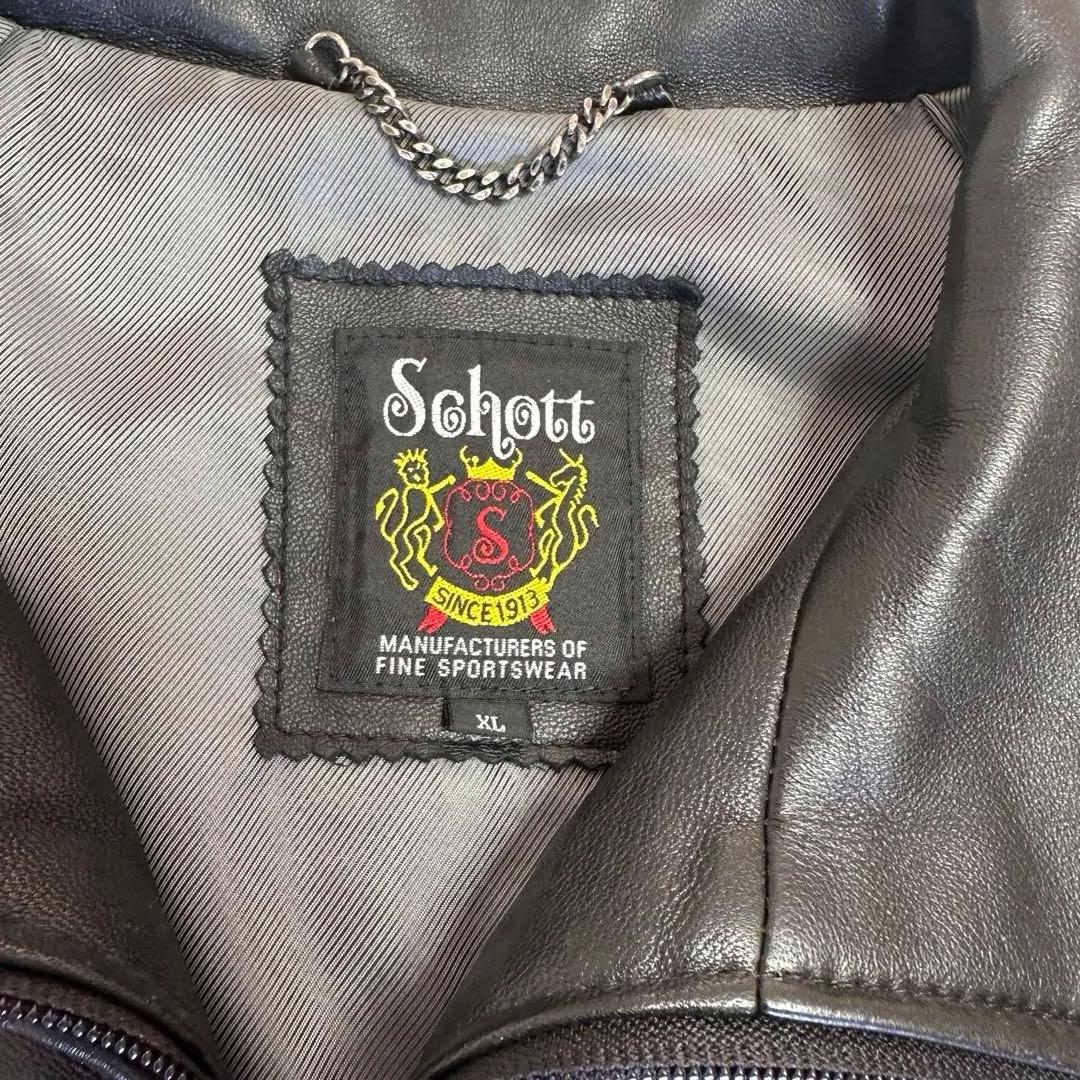 Schott
S
SINCE 1913
MANUFACTURERS OF
FINE SPORTSWEAR
XL